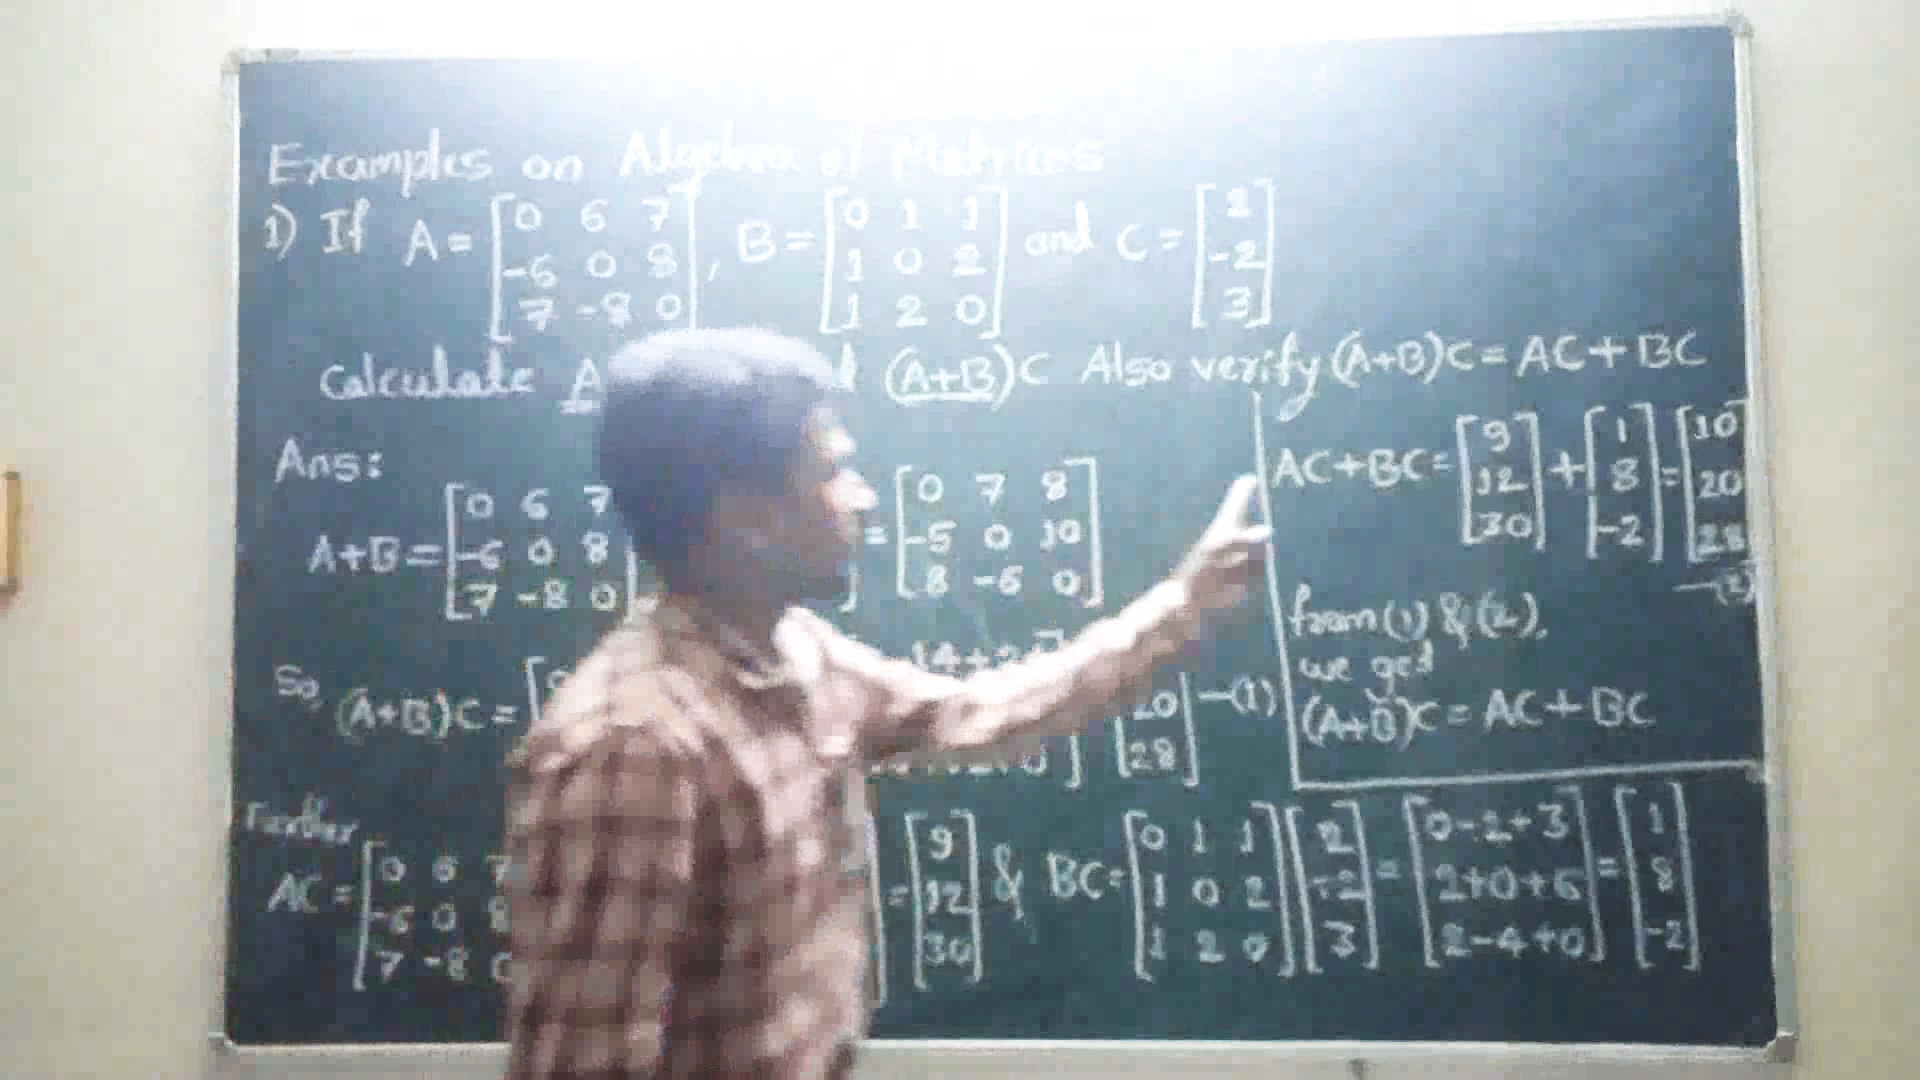 Examples on Algebra of Matrices
1) If A = [0 6 7
-6 0 8
7 -8 0], B = [0 1 1
1 0 2
1 2 0] and C = [2
-2
3]
Calculate A (A+B)C Also verify (A+B)C = AC + BC
Ans:
A+B = [0 6 7
-6 0 8
7 -8 0
= [0 7 8
-5 0 10
8 -6 0]
So, (A+B)C =
20
28] -(1)
Further
AC = [0 6 7
-6 0 8
7 -8
= [9
12
30] & BC = [0 1 1
1 0 2
1 2 0] [2
-2
3] = [0-2+3
2+0+6
2-4+0] = [1
8
-2]
AC+BC = [9
12
30] + [1
8
-2] = [10
20
28]
-(2)
from (1) & (2),
we get
(A+B)C = AC + BC